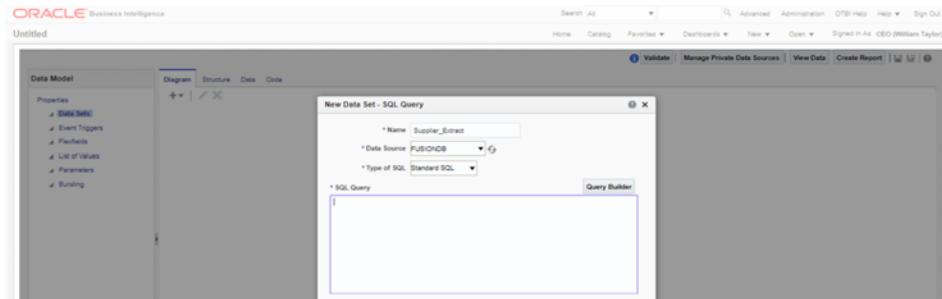 ORACLE Business Intelligence
Search All
Advanced Administration OTBI Help Help Sign Out
Untitled
Home Catalog Favorites Dashboards New Open Signed In As CEO (William Taylor)
Validate Manage Private Data Sources View Data Create Report
Data Model
Diagram Structure Data Code
Properties
Data Sets
Event Triggers
Flexfields
List of Values
Parameters
Bursting
New Data Set - SQL Query
* Name Supplier_Extract
* Data Source FUSIONDB
* Type of SQL Standard SQL
* SQL Query
Query Builder